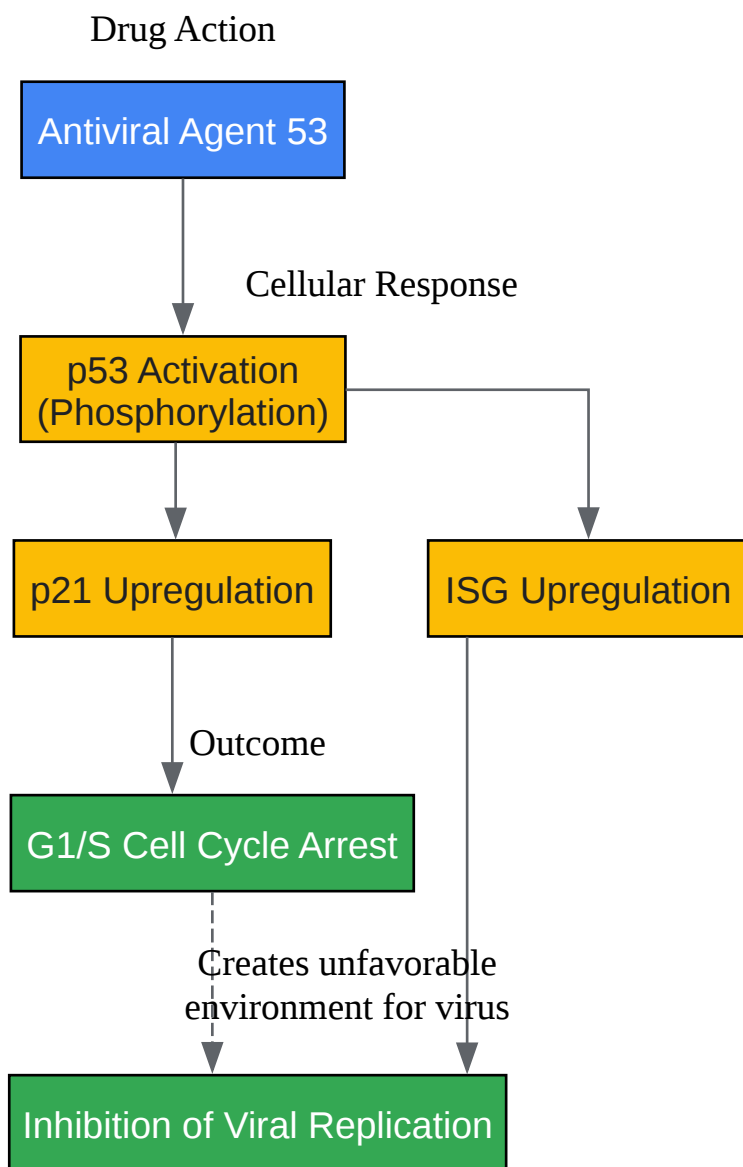 Drug Action
Antiviral Agent 53
Cellular Response
p53 Activation
(Phosphorylation)
p21 Upregulation
ISG Upregulation
Outcome
G1/S Cell Cycle Arrest
Creates unfavorable
environment for virus
Inhibition of Viral Replication